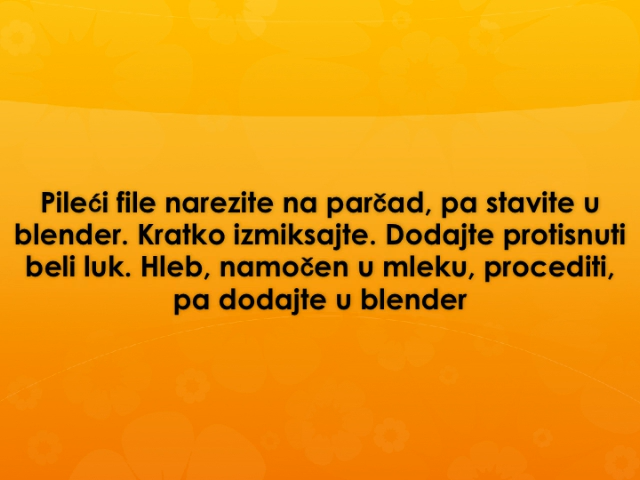 Pileći file narezite na parčad, pa stavite u
blender. Kratko izmiksajte. Dodajte protisnuti
beli luk. Hleb, namočen u mleku, procediti,
pa dodajte u blender